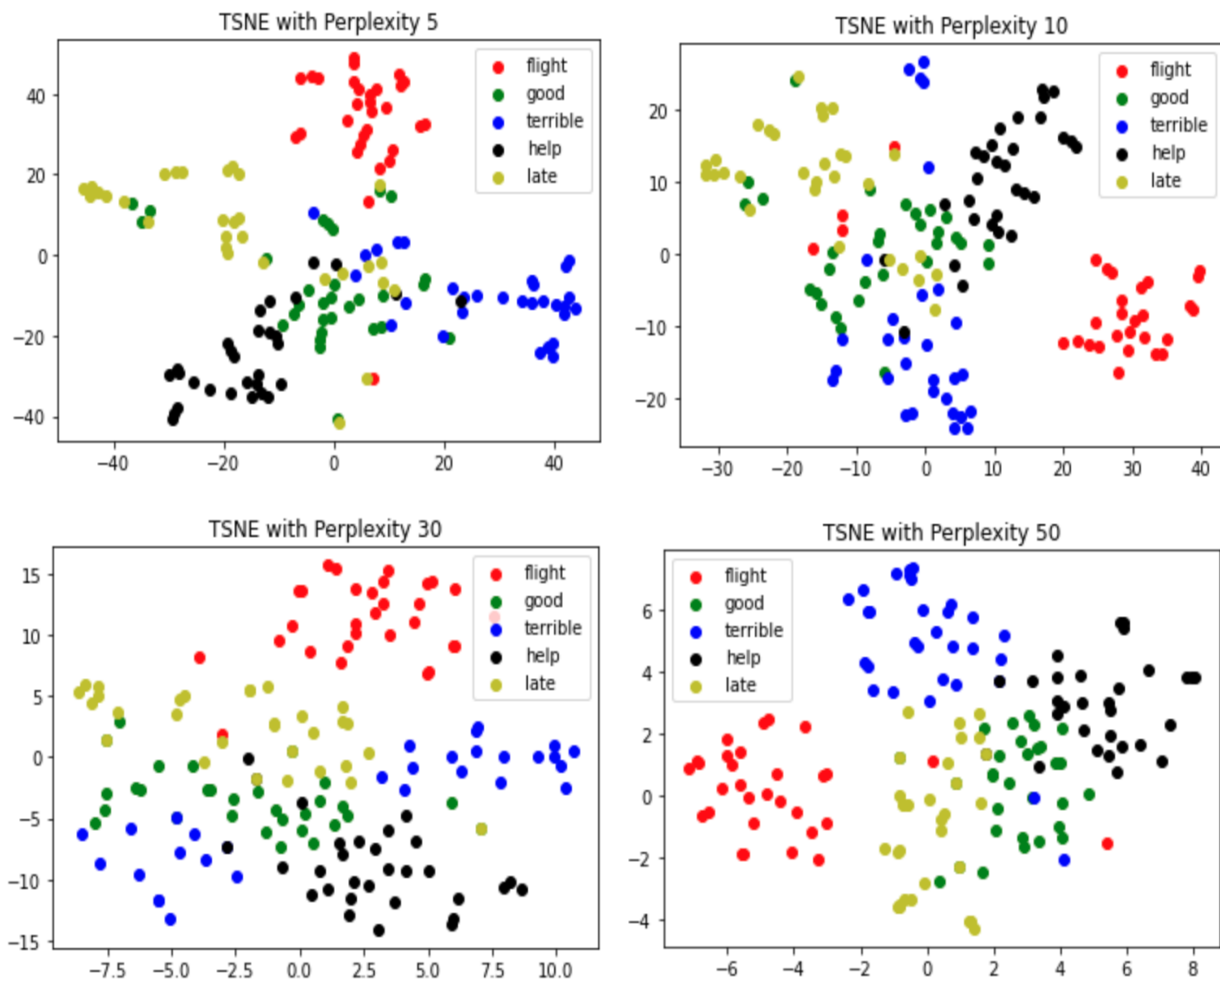 TSNE with Perplexity 5
40
20
0
−20
−40
−40
−20
0
20
40
flight
good
terrible
help
late
TSNE with Perplexity 10
20
10
0
−10
−20
−30
−20
−10
0
10
20
30
40
flight
good
terrible
help
late
TSNE with Perplexity 30
15
10
5
0
−5
−10
−15
−7.5
−5.0
−2.5
0.0
2.5
5.0
7.5
10.0
flight
good
terrible
help
late
TSNE with Perplexity 50
6
4
2
0
−2
−4
−6
−4
−2
0
2
4
6
8
flight
good
terrible
help
late